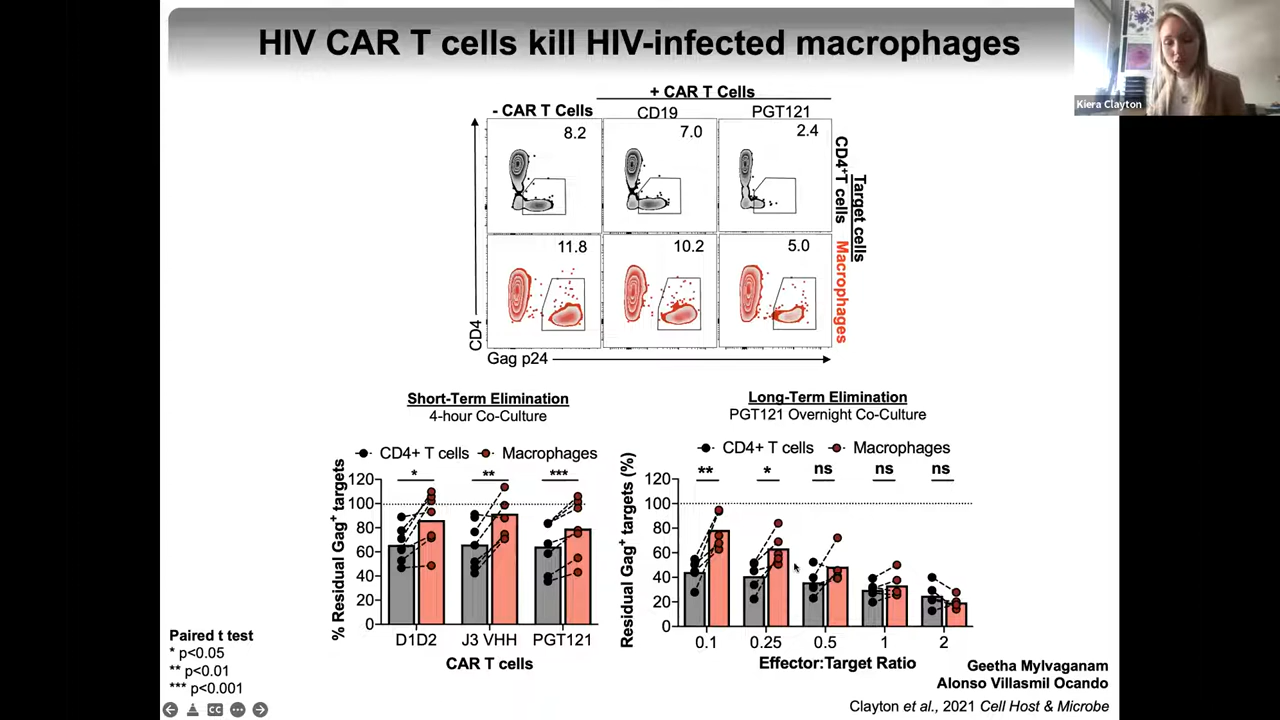 HIV CAR T cells kill HIV-infected macrophages
Kiera Clayton
+ CAR T Cells
- CAR T Cells
CD19
PGT121
8.2
7.0
2.4
CD4+T cells
Target cells
11.8
10.2
5.0
Macrophages
CD4
Gag p24
Short-Term Elimination
4-hour Co-Culture
CD4+ T cells
Macrophages
* ** ***
% Residual Gag+ targets
120
100
80
60
40
20
0
D1D2 J3 VHH PGT121
CAR T cells
Long-Term Elimination
PGT121 Overnight Co-Culture
CD4+ T cells
Macrophages
** * ns ns ns
Residual Gag+ targets (%)
120
100
80
60
40
20
0
0.1 0.25 0.5 1 2
Effector:Target Ratio
Paired t test
* p<0.05
** p<0.01
*** p<0.001
CC
Geetha Mylvaganam
Alonso Villasmil Ocando
Clayton et al., 2021 Cell Host & Microbe